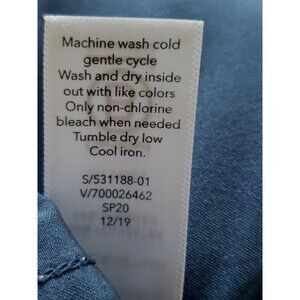 Machine wash cold
gentle cycle
Wash and dry inside
out with like colors
Only non-chlorine
bleach when needed
Tumble dry low
Cool iron.
S/531188-01
V/700026462
SP20
12/19